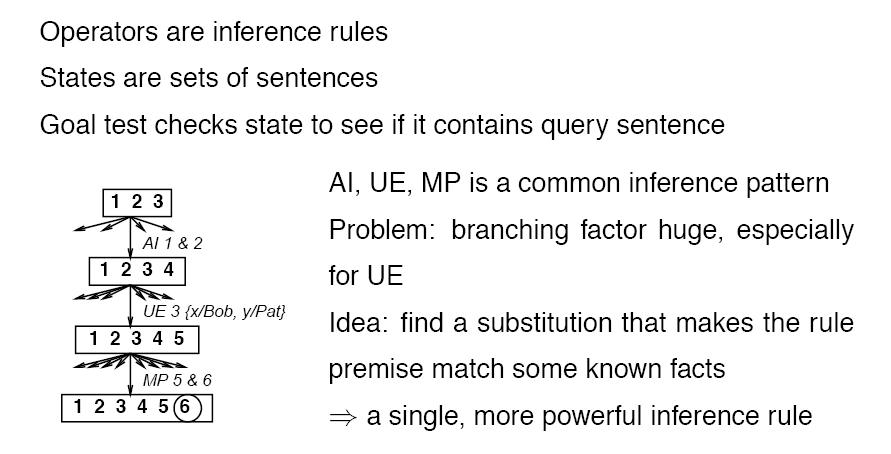 Operators are inference rules
States are sets of sentences
Goal test checks state to see if it contains query sentence
1 2 3
AI 1 & 2
1 2 3 4
UE 3 {x/Bob, y/Pat}
1 2 3 4 5
MP 5 & 6
1 2 3 4 5 6
AI, UE, MP is a common inference pattern
Problem: branching factor huge, especially
for UE
Idea: find a substitution that makes the rule
premise match some known facts
⇒ a single, more powerful inference rule